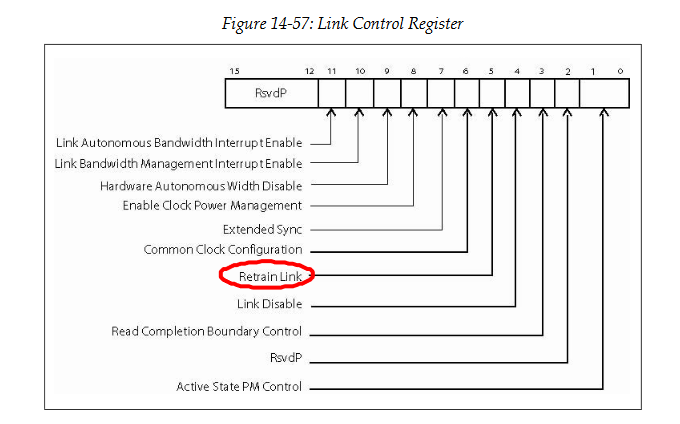 Figure 14-57: Link Control Register
15 12 11 10 9 8 7 6 5 4 3 2 1 0
RsvdP
Link Autonomous Bandwidth Interrupt Enable
Link Bandwidth Management Interrupt Enable
Hardware Autonomous Width Disable
Enable Clock Power Management
Extended Sync
Common Clock Configuration
Retrain Link
Link Disable
Read Completion Boundary Control
RsvdP
Active State PM Control